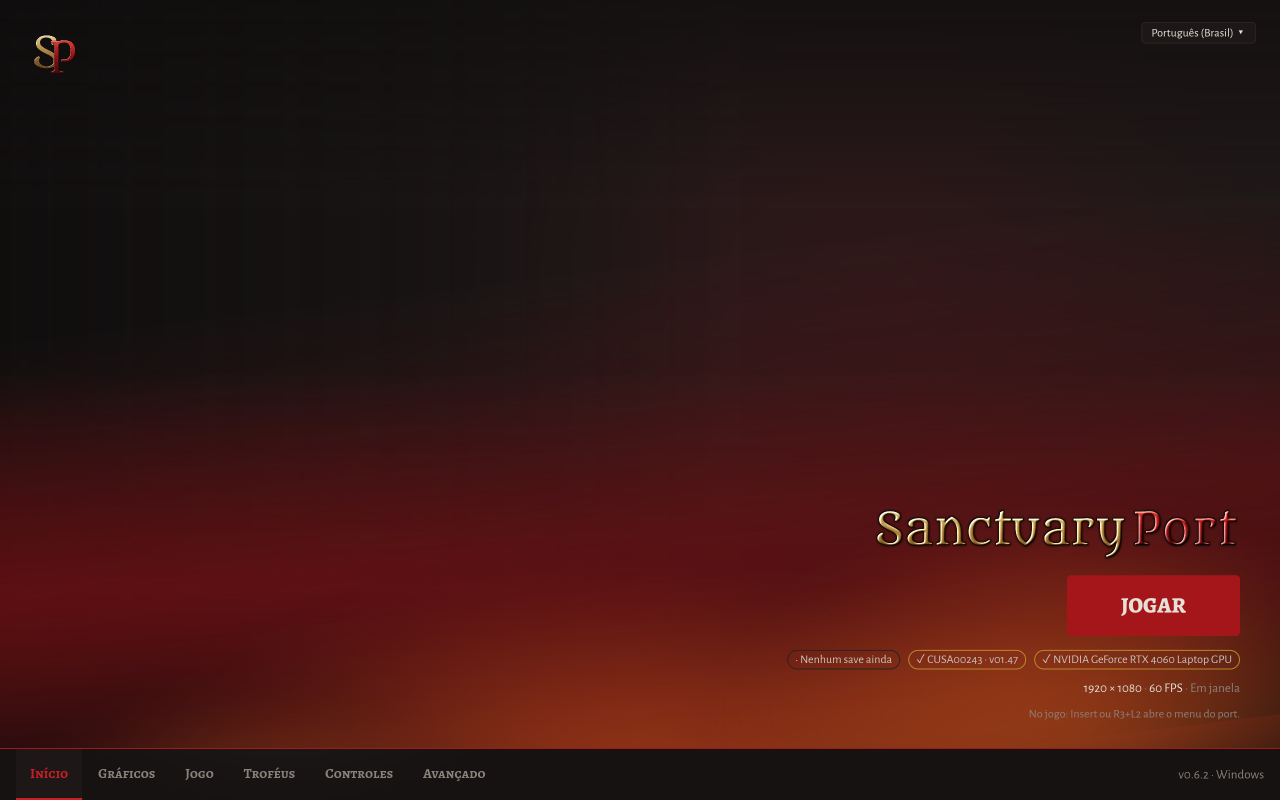 SP
Português (Brasil) ▾
Sanctuary Port
JOGAR
· Nenhum save ainda
✓ CUSA00243 · v01.47
✓ NVIDIA GeForce RTX 4060 Laptop GPU
1920 × 1080 · 60 FPS · Em janela
No jogo: Insert ou R3+L2 abre o menu do port.
Início
Gráficos
Jogo
Troféus
Controles
Avançado
v0.6.2 · Windows